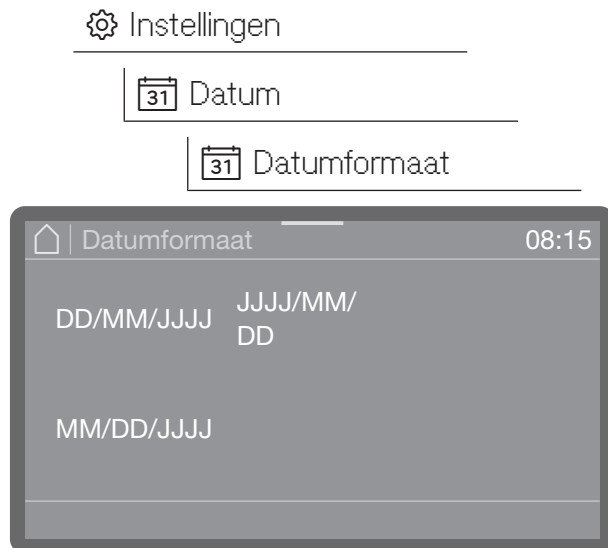 Instellingen
31 Datum
31 Datumformaat
Datumformaat 08:15
DD/MM/JJJJ
JJJJ/MM/
DD
MM/DD/JJJJ